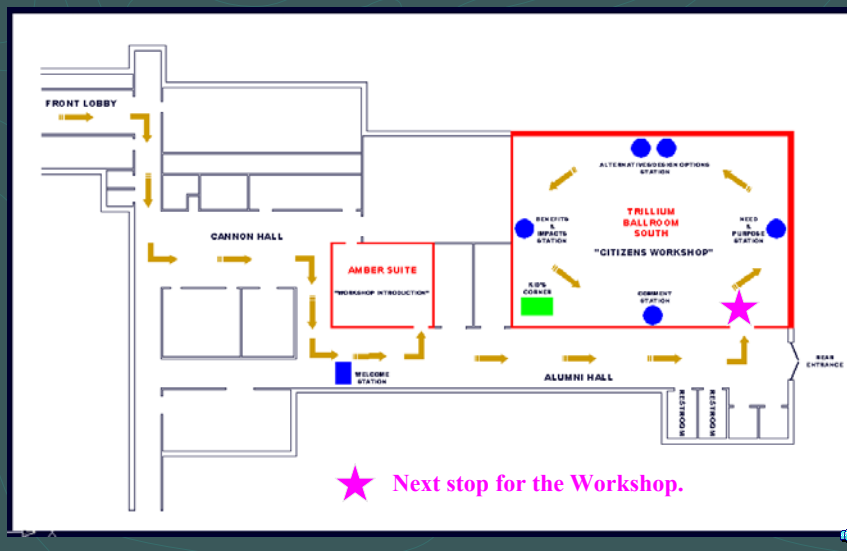 FRONT LOBBY
ALTERNATIVES/DESIGN OPTIONS
STATION
TRILLIUM
BALLROOM
SOUTH
"CITIZENS WORKSHOP"
BENEFITS
&
IMPACTS
STATION
NEED
&
PURPOSE
STATION
CANNON HALL
AMBER SUITE
"WORKSHOP INTRODUCTION"
KID'S
CORNER
COMMENT
STATION
WELCOME
STATION
ALUMNI HALL
REAR
ENTRANCE
RESTROOM
RESTROOM
Next stop for the Workshop.